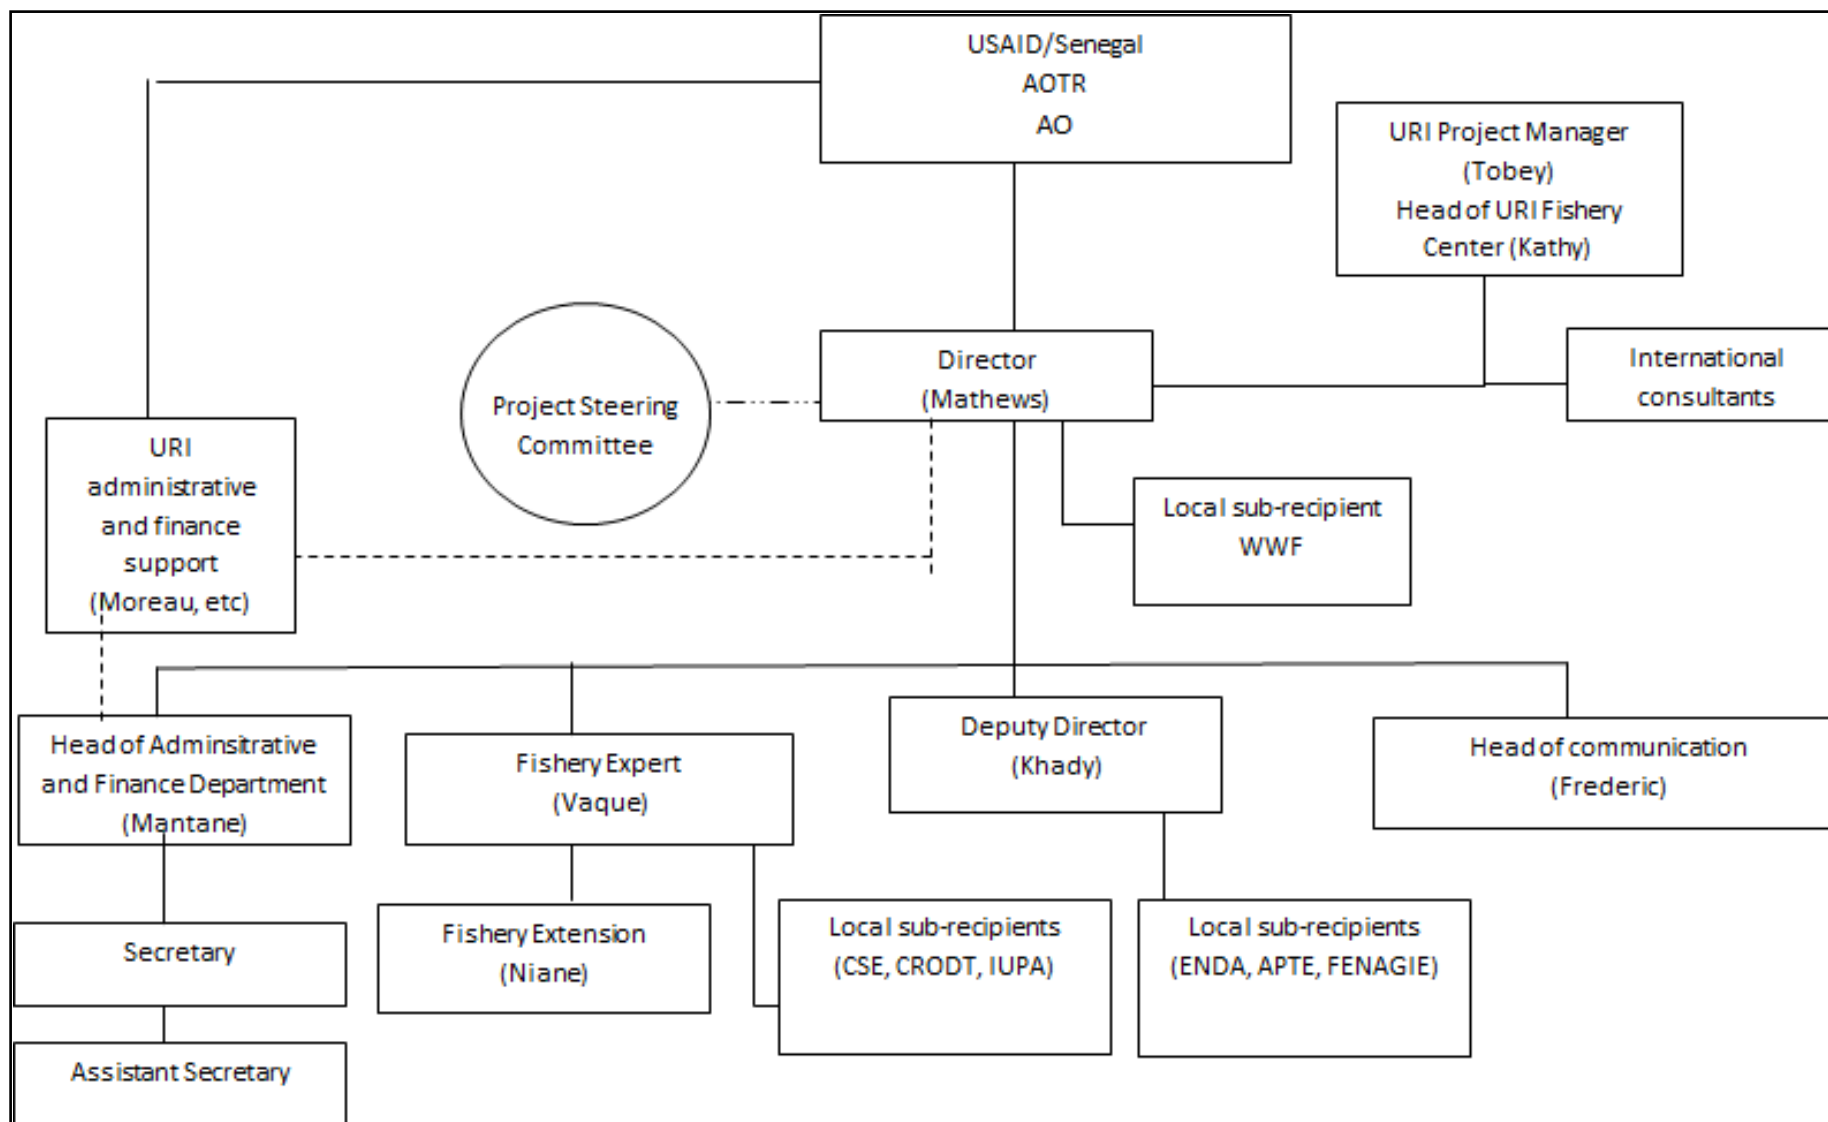 USAID/Senegal
AOTR
AO
URI Project Manager
(Tobey)
Head of URI Fishery
Center (Kathy)
Director
(Mathews)
International
consultants
Project Steering
Committee
URI
administrative
and finance
support
(Moreau, etc)
Local sub-recipient
WWF
Head of Adminsitrative
and Finance Department
(Mantane)
Fishery Expert
(Vaque)
Deputy Director
(Khady)
Head of communication
(Frederic)
Secretary
Fishery Extension
(Niane)
Local sub-recipients
(CSE, CRODT, IUPA)
Local sub-recipients
(ENDA, APTE, FENAGIE)
Assistant Secretary